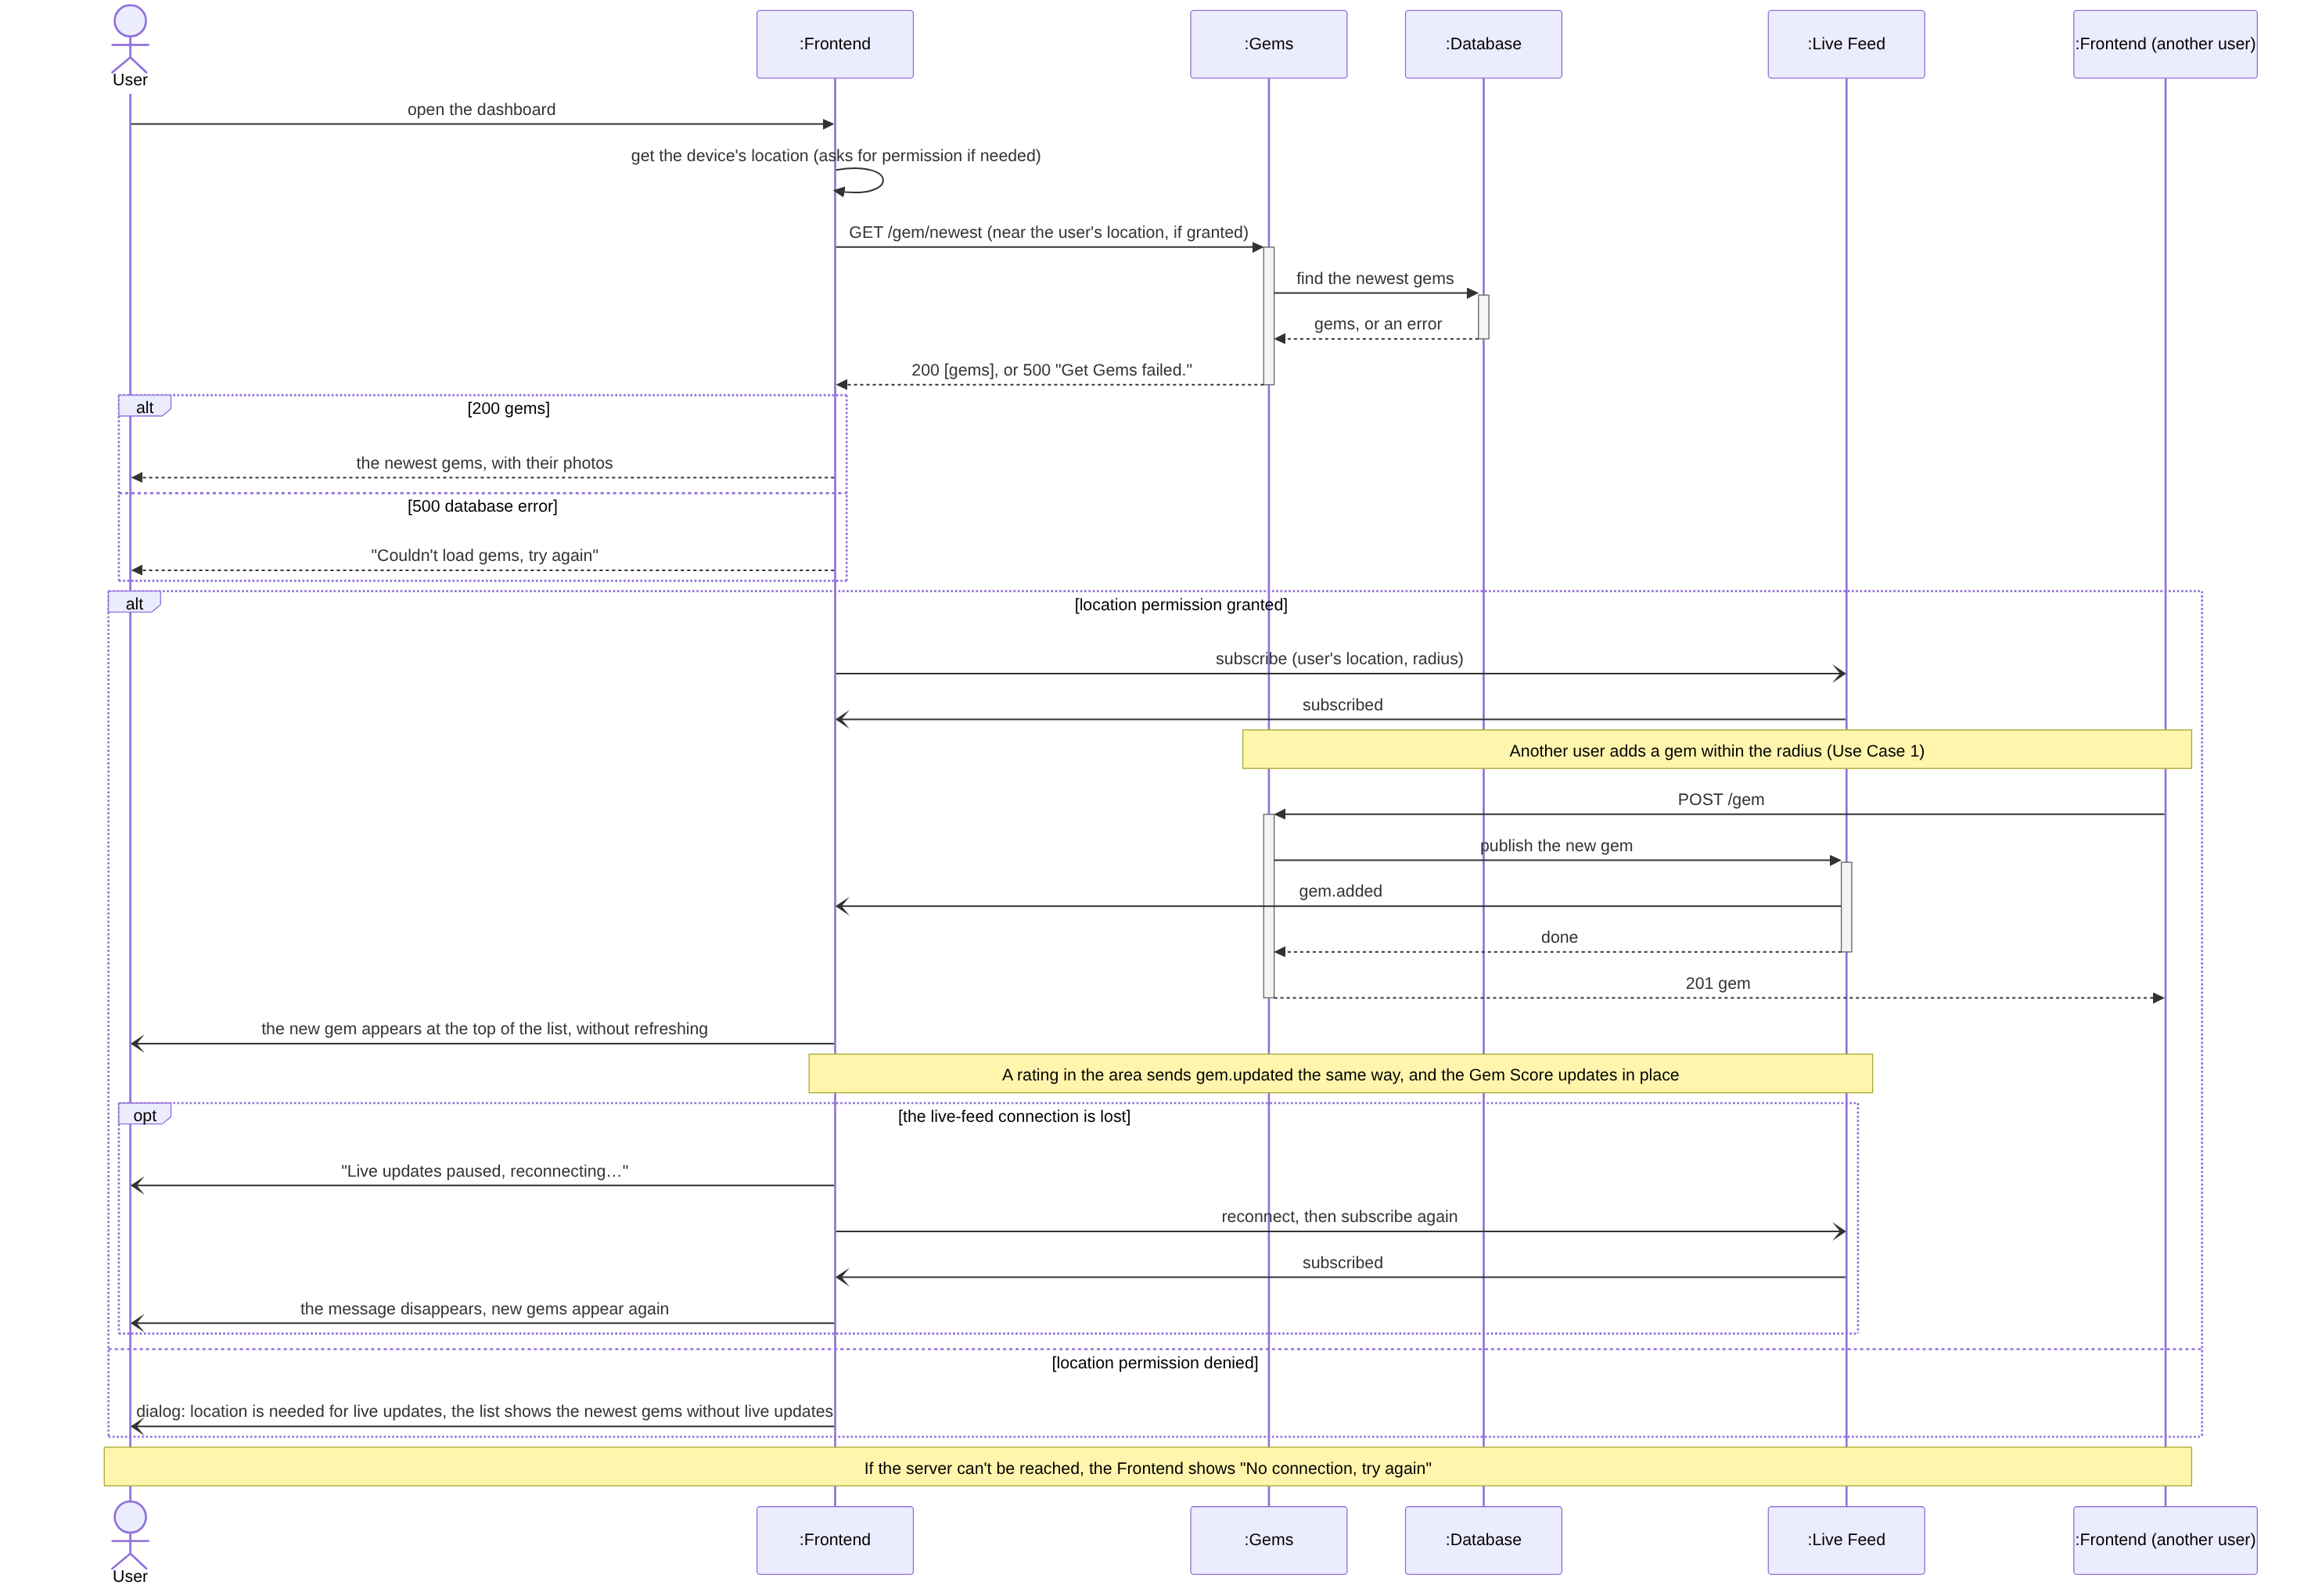 User
:Frontend
:Gems
:Database
:Live Feed
:Frontend (another user)
open the dashboard
get the device's location (asks for permission if needed)
GET /gem/newest (near the user's location, if granted)
find the newest gems
gems, or an error
200 [gems], or 500 "Get Gems failed."
alt
[200 gems]
the newest gems, with their photos
[500 database error]
"Couldn't load gems, try again"
alt
[location permission granted]
subscribe (user's location, radius)
subscribed
Another user adds a gem within the radius (Use Case 1)
POST /gem
publish the new gem
gem.added
done
201 gem
the new gem appears at the top of the list, without refreshing
A rating in the area sends gem.updated the same way, and the Gem Score updates in place
opt
[the live-feed connection is lost]
"Live updates paused, reconnecting…"
reconnect, then subscribe again
subscribed
the message disappears, new gems appear again
[location permission denied]
dialog: location is needed for live updates, the list shows the newest gems without live updates
If the server can't be reached, the Frontend shows "No connection, try again"
User
:Frontend
:Gems
:Database
:Live Feed
:Frontend (another user)